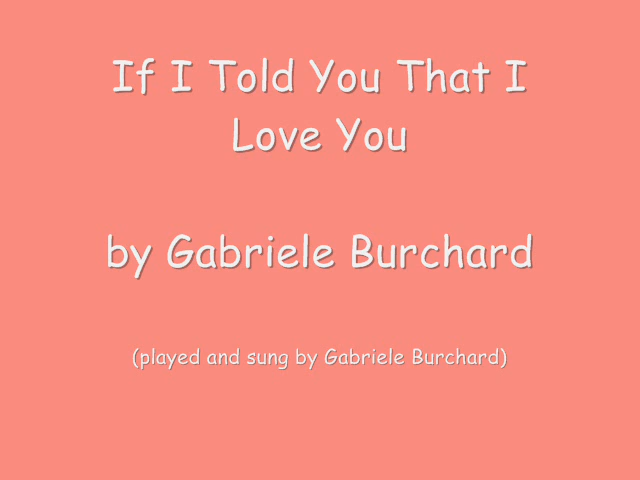 If I Told You That I
Love You
by Gabriele Burchard
(played and sung by Gabriele Burchard)